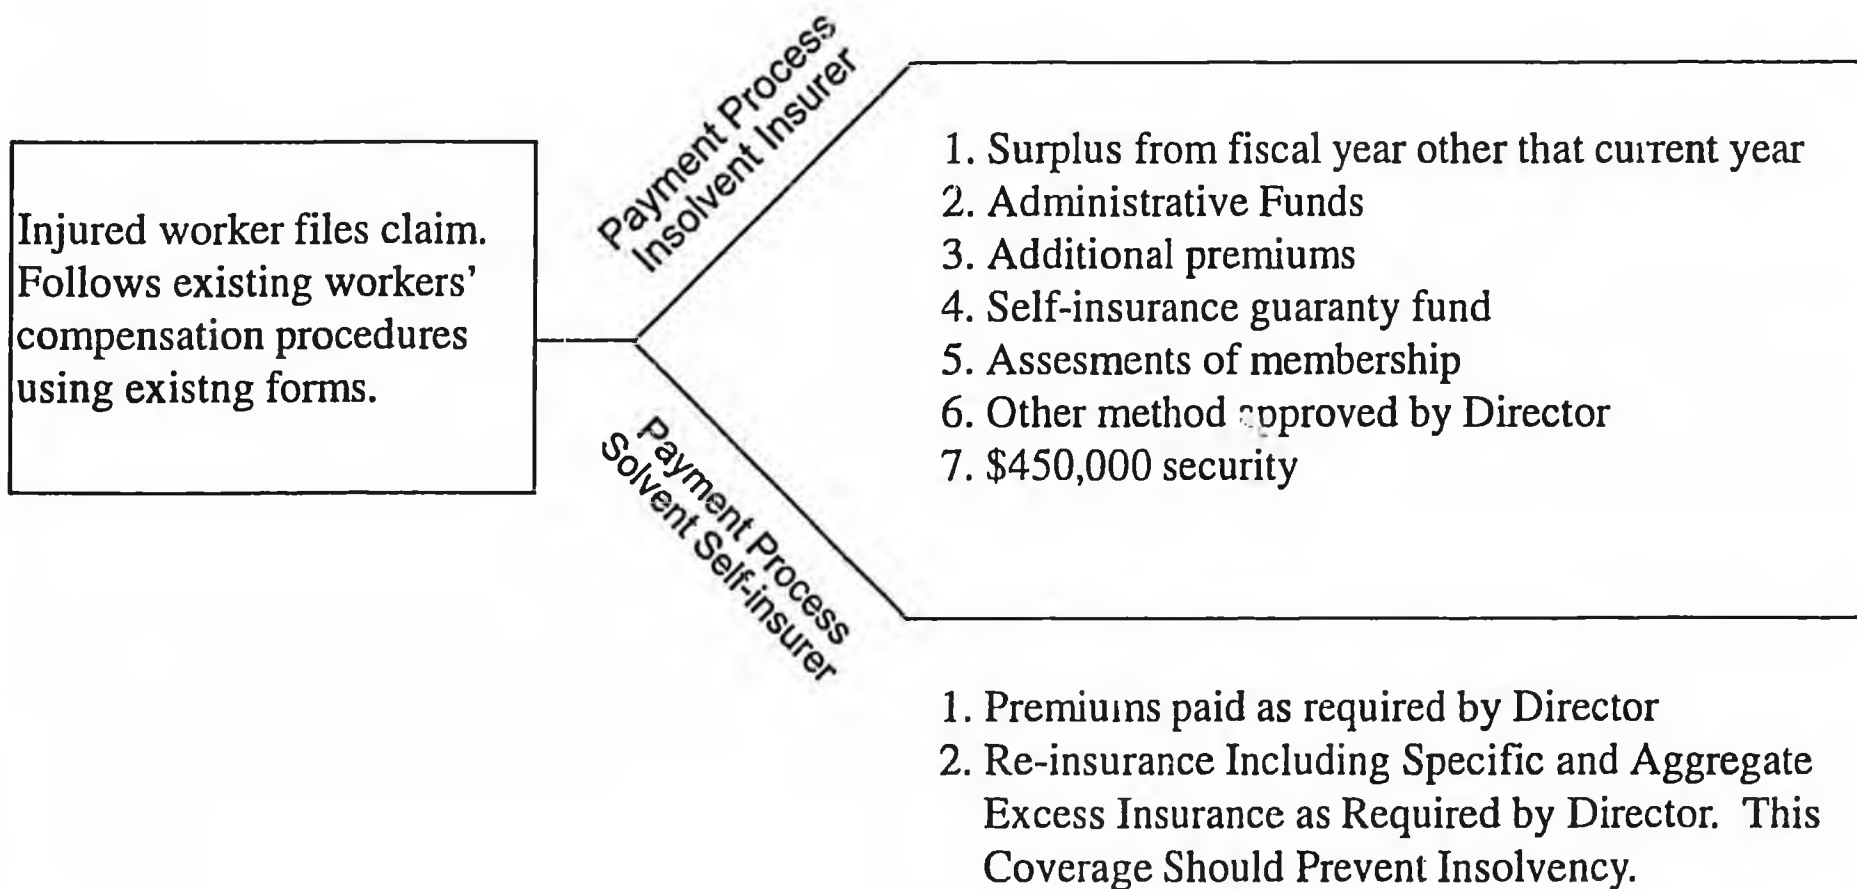 Payment Process
Insolvent Insurer
Injured worker files claim.
Follows existing workers'
compensation procedures
using existng forms.
1. Surplus from fiscal year other that current year
2. Administrative Funds
3. Additional premiums
4. Self-insurance guaranty fund
5. Assesments of membership
6. Other method approved by Director
7. $450,000 security
Payment Process
Solvent Self-insurer
1. Premiums paid as required by Director
2. Re-insurance Including Specific and Aggregate
Excess Insurance as Required by Director. This
Coverage Should Prevent Insolvency.